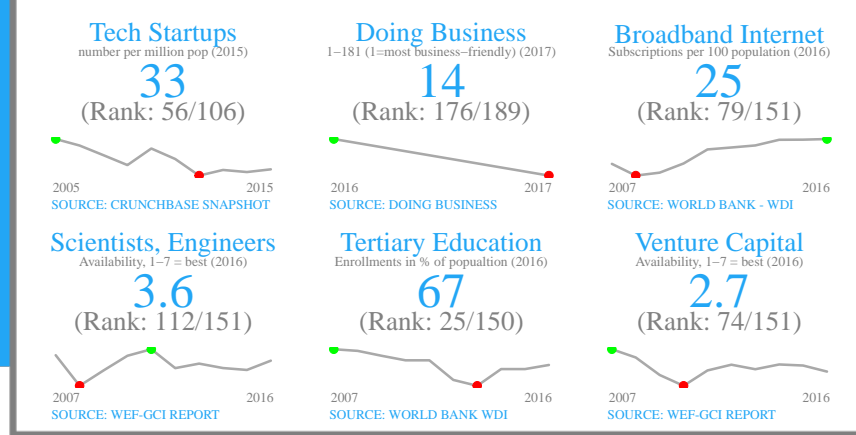 Tech Startups
number per million pop (2015)
33
(Rank: 56/106)
2005 2015
SOURCE: CRUNCHBASE SNAPSHOT
Doing Business
1−181 (1=most business−friendly) (2017)
14
(Rank: 176/189)
2016 2017
SOURCE: DOING BUSINESS
Broadband Internet
Subscriptions per 100 population (2016)
25
(Rank: 79/151)
2007 2016
SOURCE: WORLD BANK - WDI
Scientists, Engineers
Availability, 1−7 = best (2016)
3.6
(Rank: 112/151)
2007 2016
SOURCE: WEF-GCI REPORT
Tertiary Education
Enrollments in % of popualtion (2016)
67
(Rank: 25/150)
2007 2016
SOURCE: WORLD BANK WDI
Venture Capital
Availability, 1−7 = best (2016)
2.7
(Rank: 74/151)
2007 2016
SOURCE: WEF-GCI REPORT